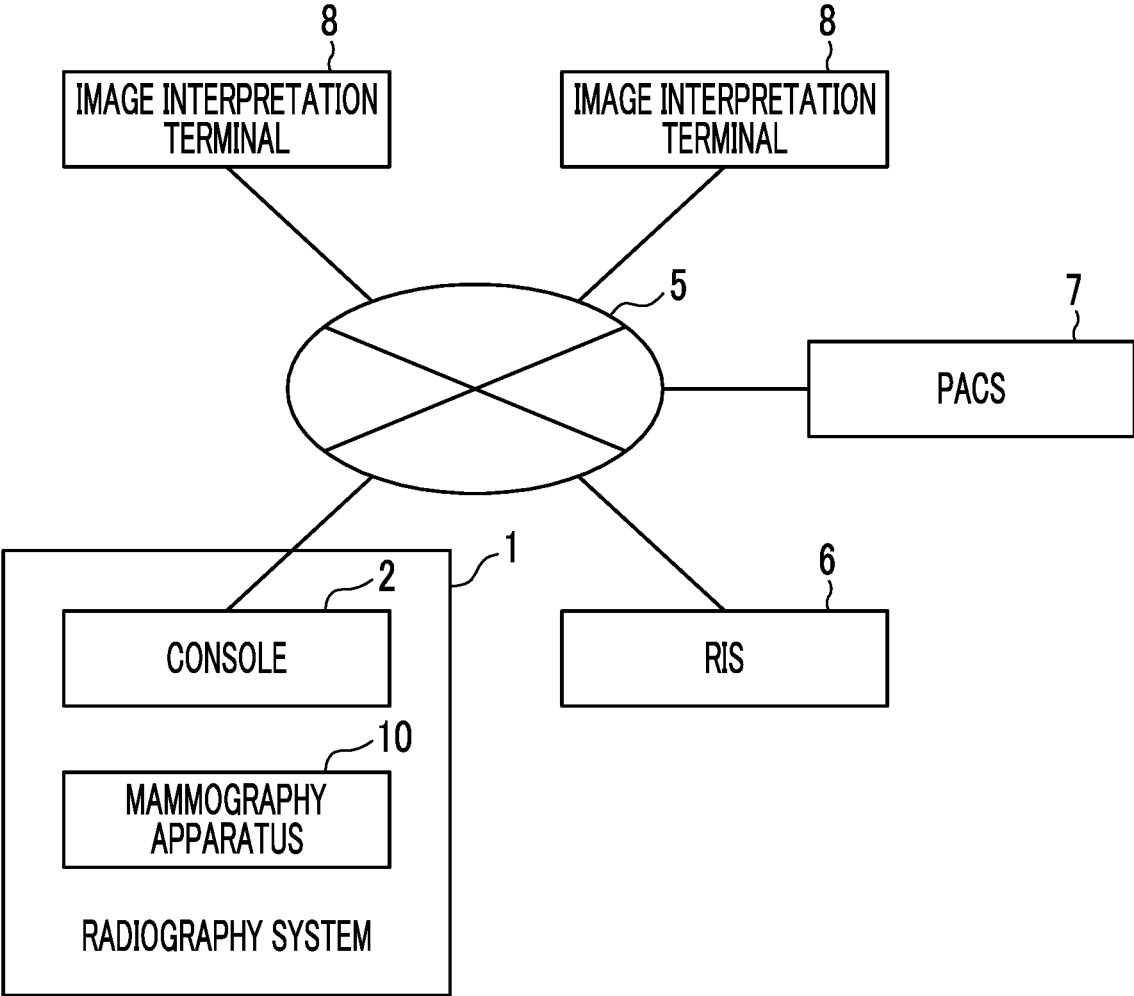 8
8
IMAGE INTERPRETATION
TERMINAL
IMAGE INTERPRETATION
TERMINAL
5
7
PACS
1
2
6
CONSOLE
RIS
10
MAMMOGRAPHY
APPARATUS
RADIOGRAPHY SYSTEM